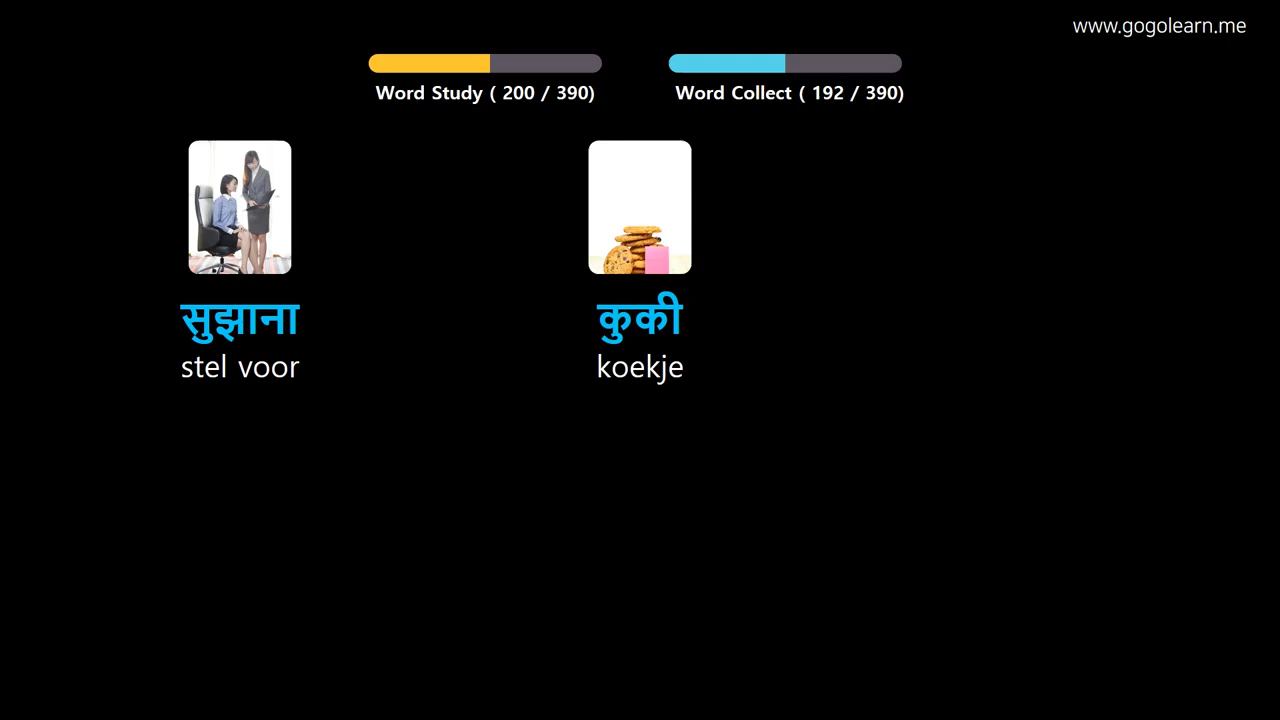 www.gogolearn.me
Word Study ( 200 / 390)
Word Collect ( 192 / 390)
सुझाना
कुकी
stel voor
koekje